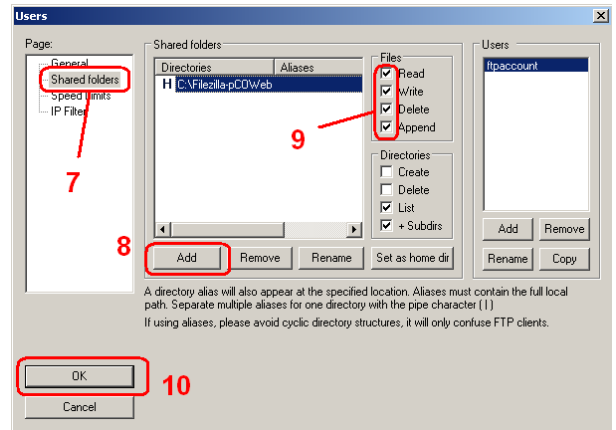 Users
Page:
General
Shared folders
Speed Limits
IP Filter
7
Shared folders
Directories Aliases
H C:\Filezilla-pCOWeb
8
Add Remove Rename Set as home dir
Files
Read
Write
Delete
Append
9
Directories
Create
Delete
List
+ Subdirs
Users
ftpaccount
Add Remove
Rename Copy
A directory alias will also appear at the specified location. Aliases must contain the full local
path. Separate multiple aliases for one directory with the pipe character ( | )
If using aliases, please avoid cyclic directory structures, it will only confuse FTP clients.
OK
10
Cancel